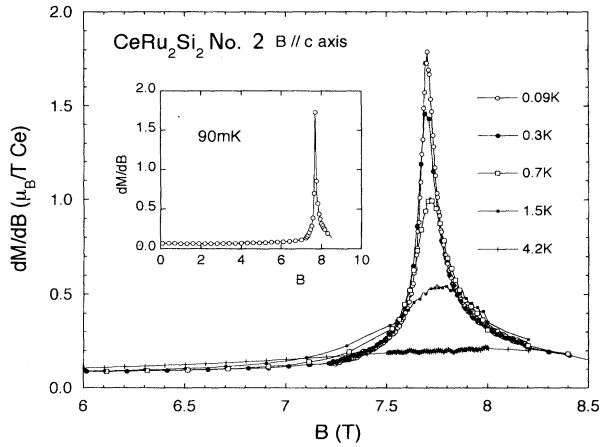 CeRu₂Si₂ No. 2 B // c axis
2.0
1.5
1.0
0.5
0.0
dM/dB (μ_B/T Ce)
6
6.5
7
7.5
8
8.5
B (T)
0.09K
0.3K
0.7K
1.5K
4.2K
90mK
2.0
1.5
1.0
0.5
0.0
dM/dB
0
2
4
6
8
10
B